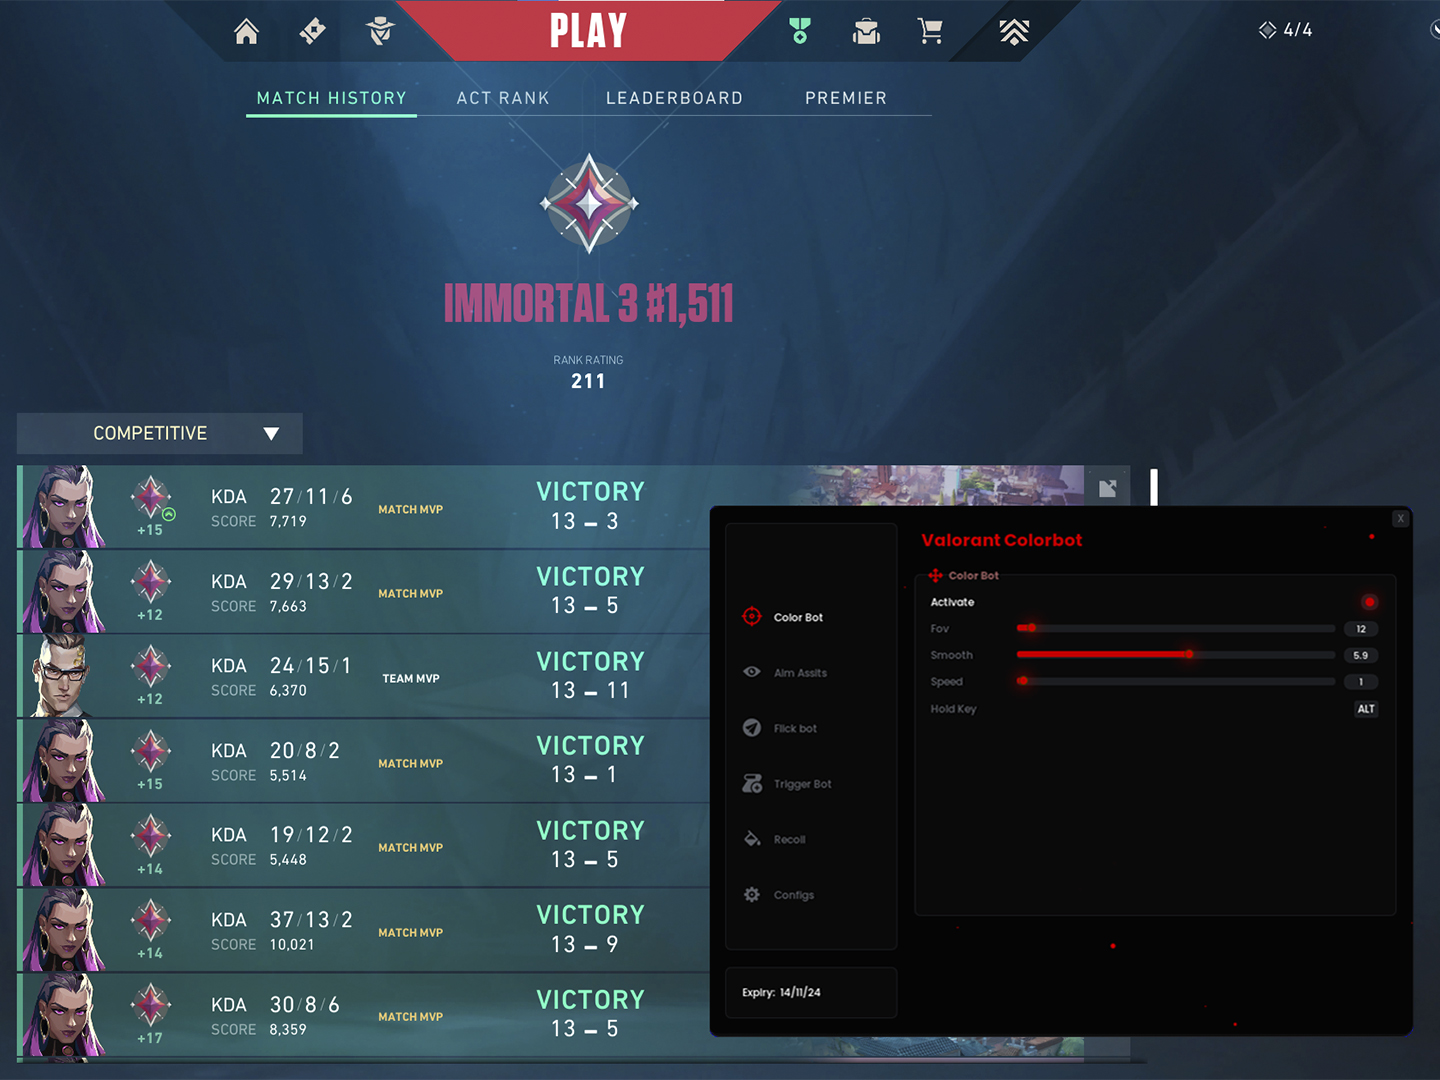 PLAY
4/4
MATCH HISTORY ACT RANK LEADERBOARD PREMIER
IMMORTAL 3 #1,511
RANK RATING
211
COMPETITIVE
KDA 27/11/6
SCORE 7,719
+15
MATCH MVP
VICTORY
13 – 3
KDA 29/13/2
SCORE 7,663
+12
MATCH MVP
VICTORY
13 – 5
KDA 24/15/1
SCORE 6,370
+12
TEAM MVP
VICTORY
13 – 11
KDA 20/8/2
SCORE 5,514
+15
MATCH MVP
VICTORY
13 – 1
KDA 19/12/2
SCORE 5,448
+14
MATCH MVP
VICTORY
13 – 5
KDA 37/13/2
SCORE 10,021
+14
MATCH MVP
VICTORY
13 – 9
KDA 30/8/6
SCORE 8,359
+17
MATCH MVP
VICTORY
13 – 5
X
Color Bot
Aim Assits
Flick bot
Trigger Bot
Recoil
Configs
Expiry: 14/11/24
Valorant Colorbot
Color Bot
Activate
Fov 12
Smooth 5.9
Speed 1
Hold Key ALT